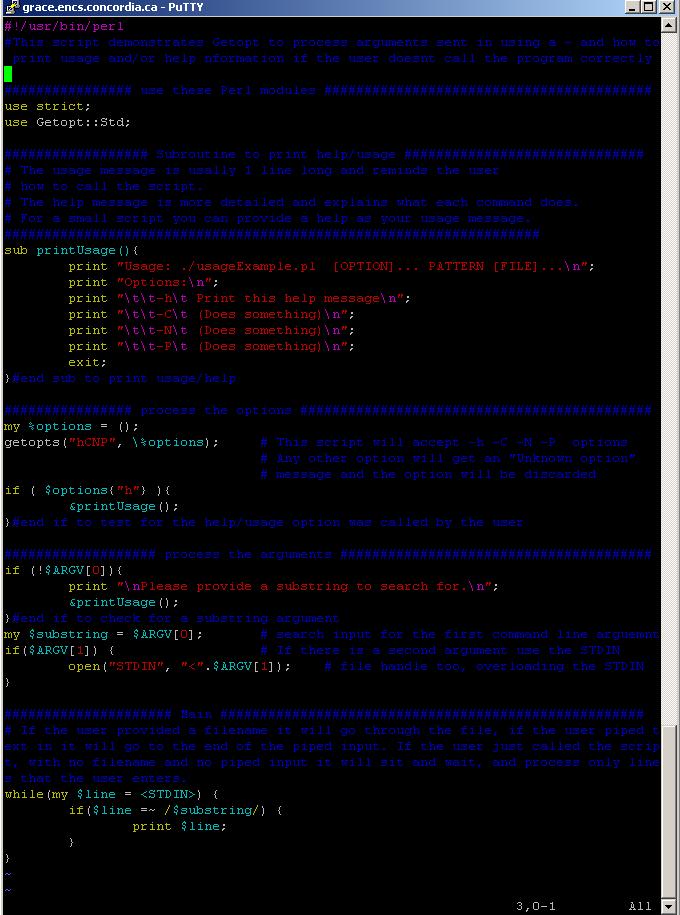 grace.encs.concordia.ca - PuTTY
#!/usr/bin/perl
#This script demonstrates Getopt to process arguments sent in using a - and how to
 print usage and/or help nformation if the user doesnt call the program correctly
################ use these Perl modules #########################################
use strict;
use Getopt::Std;
################## Subroutine to print help/usage ##############################
# The usage message is usally 1 line long and reminds the user
# how to call the script.
# The help message is more detailed and explains what each command does.
# For a small script you can provide a help as your usage message.
###################################################################
sub printUsage(){
        print "Usage: ./usageExample.pl  [OPTION]... PATTERN [FILE]...\n";
        print "Options:\n";
        print "\t\t-h\t Print this help message\n";
        print "\t\t-C\t (Does something)\n";
        print "\t\t-N\t (Does something)\n";
        print "\t\t-P\t (Does something)\n";
        exit;
}#end sub to print usage/help
################ process the options ############################################
my %options = ();
getopts("hCNP", \%options);     # This script will accept -h -C -N -P  options
                                # Any other option will get an "Unknown option"
                                # message and the option will be discarded
if ( $options{"h"} ){
        &printUsage();
}#end if to test for the help/usage option was called by the user
################### process the arguments #######################################
if (!$ARGV[0]){
        print "\nPlease provide a substring to search for.\n";
        &printUsage();
}#end if to check for a substring argument
my $substring = $ARGV[0];       # search input for the first command line arguemnt
if($ARGV[1]) {                  # If there is a second argument use the STDIN
        open("STDIN", "<".$ARGV[1]);    # file handle too, overloading the STDIN
}
##################### Main #####################################################
# If the user provided a filename it will go through the file, if the user piped t
ext in it will go to the end of the piped input. If the user just called the scrip
t, with no filename and no piped input it will sit and wait, and process only line
s that the user enters.
while(my $line = <STDIN>) {
        if($line =~ /$substring/) {
                print $line;
        }
}
~
~
3,0-1         All